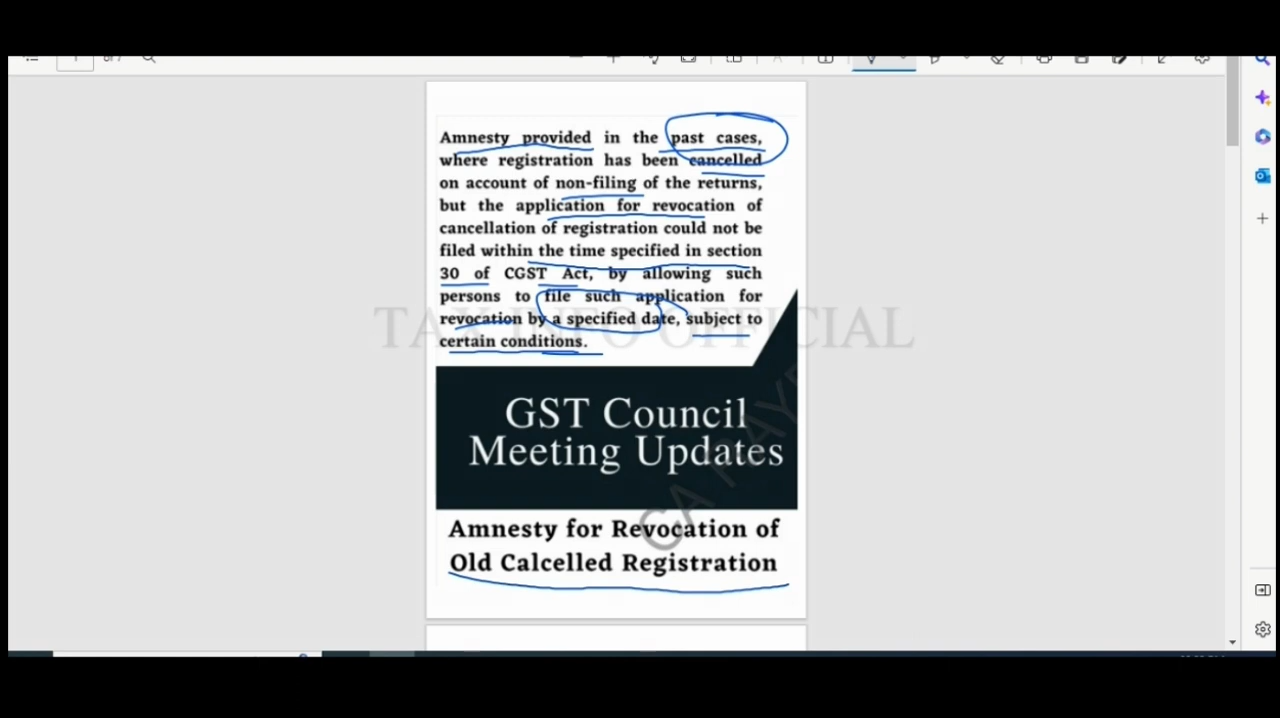 Amnesty provided in the past cases,
where registration has been cancelled
on account of non-filing of the returns,
but the application for revocation of
cancellation of registration could not be
filed within the time specified in section
30 of CGST Act, by allowing such
persons to file such application for
revocation by a specified date, subject to
certain conditions.
TAX INFO OFFICIAL
GST Council
Meeting Updates
Amnesty for Revocation of
Old Calcelled Registration